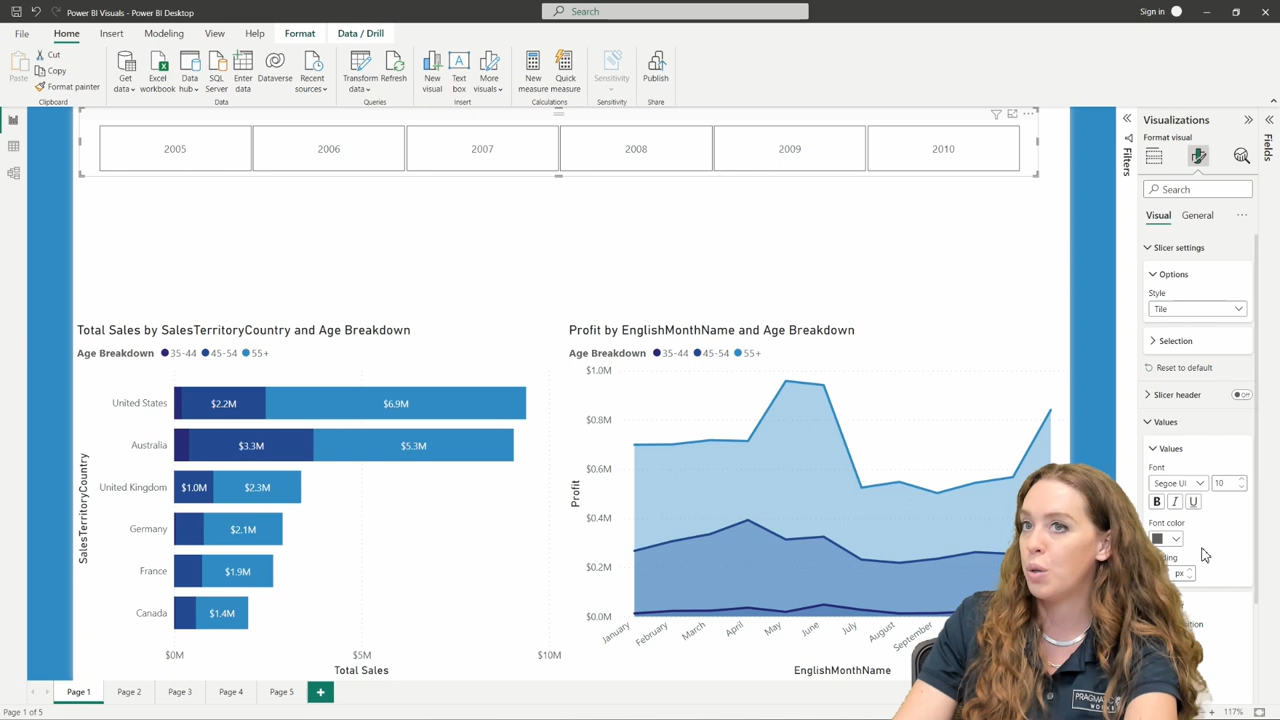 Power BI Visuals - Power BI Desktop
Search
Sign in
File Home Insert Modeling View Help Format Data / Drill
Paste
Cut
Copy
Format painter
Clipboard
Get data
Excel workbook
Data hub
SQL Server
Enter data
Dataverse
Recent sources
Data
Transform data
Refresh
Queries
New visual
Text box
More visuals
Insert
New measure
Quick measure
Calculations
Sensitivity
Sensitivity
Publish
Share
2005 2006 2007 2008 2009 2010
Total Sales by SalesTerritoryCountry and Age Breakdown
Age Breakdown 35-44 45-54 55+
SalesTerritoryCountry
United States $2.2M $6.9M
Australia $3.3M $5.3M
United Kingdom $1.0M $2.3M
Germany $2.1M
France $1.9M
Canada $1.4M
$0M $5M $10M
Total Sales
Profit by EnglishMonthName and Age Breakdown
Age Breakdown 35-44 45-54 55+
Profit
$1.0M
$0.8M
$0.6M
$0.4M
$0.2M
$0.0M
January February March April May June July August September
EnglishMonthName
Filters
Visualizations
Format visual
Search
Visual General
Slicer settings
Options
Style
Tile
Selection
Reset to default
Slicer header Off
Values
Values
Font
Segoe UI 10
B I U
Font color
px
Fields
PRAGMATIC
WORKS
Page 1 Page 2 Page 3 Page 4 Page 5
Page 1 of 5
117%